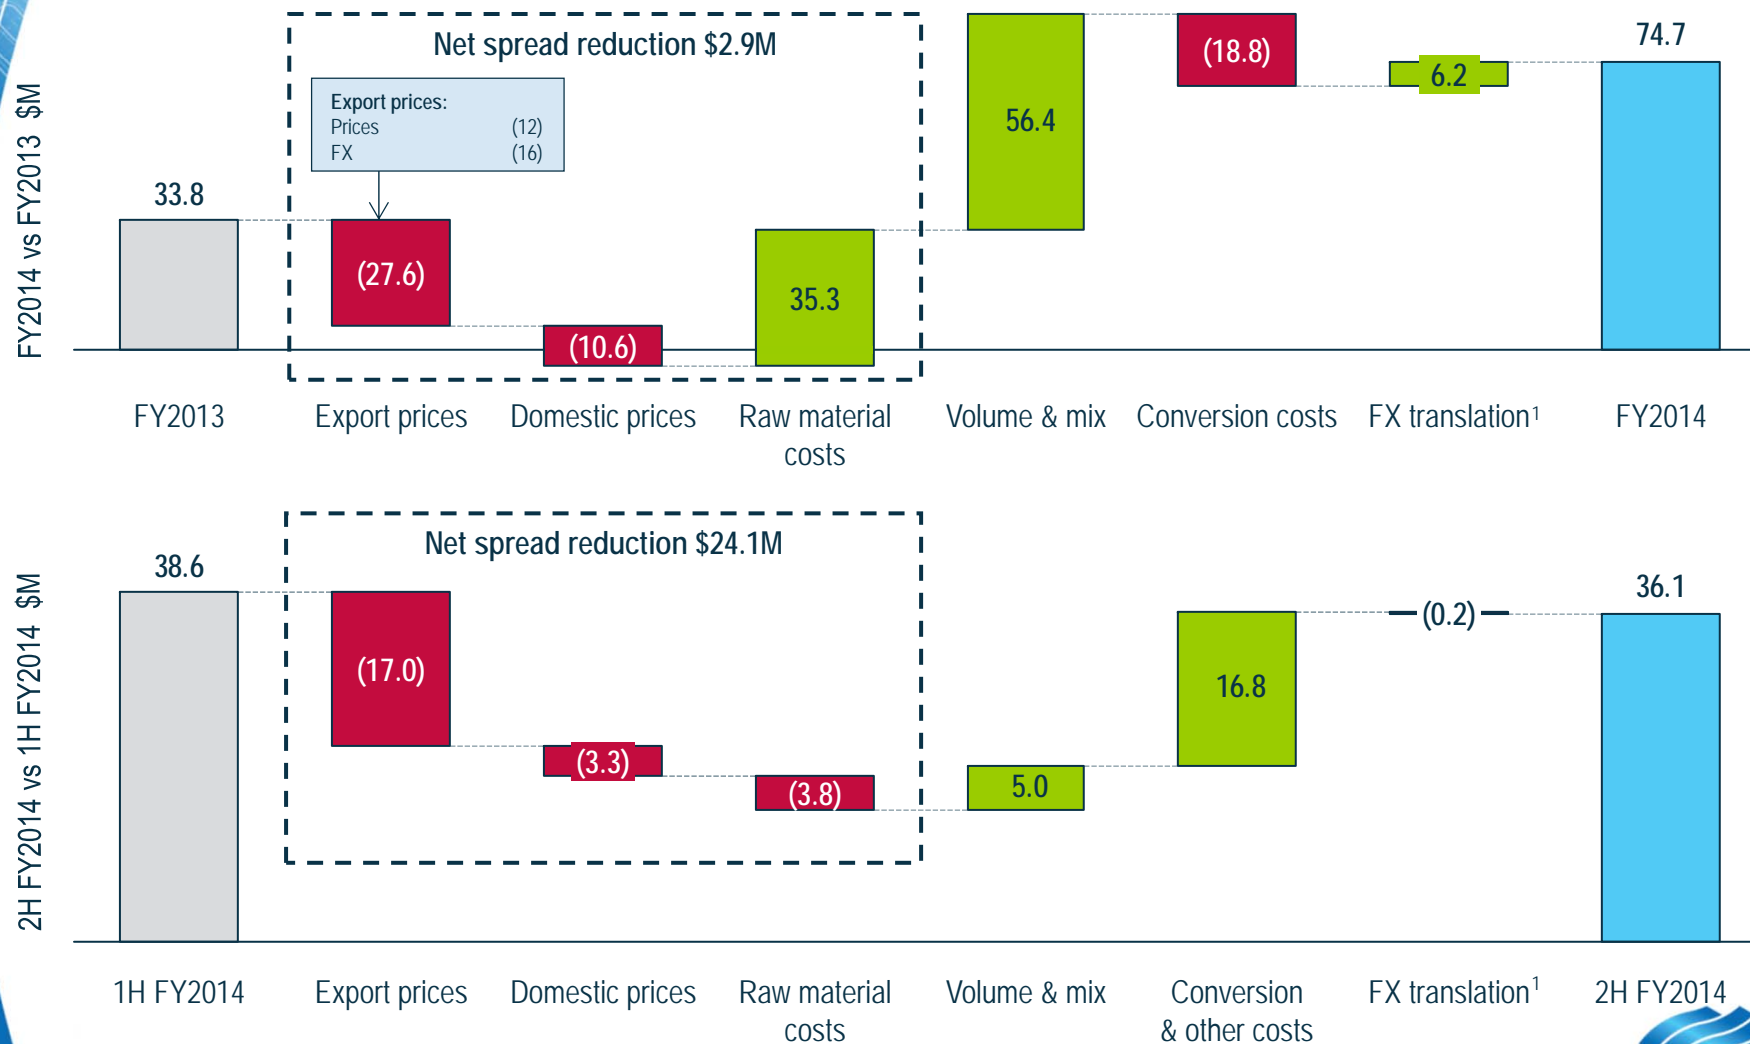 FY2014 vs FY2013 $M
Net spread reduction $2.9M
Export prices:
Prices (12)
FX (16)
33.8
(27.6)
(10.6)
35.3
56.4
(18.8)
6.2
74.7
FY2013
Export prices
Domestic prices
Raw material
costs
Volume & mix
Conversion costs
FX translation¹
FY2014
2H FY2014 vs 1H FY2014 $M
Net spread reduction $24.1M
38.6
(17.0)
(3.3)
(3.8)
5.0
16.8
(0.2)
36.1
1H FY2014
Export prices
Domestic prices
Raw material
costs
Volume & mix
Conversion
& other costs
FX translation¹
2H FY2014